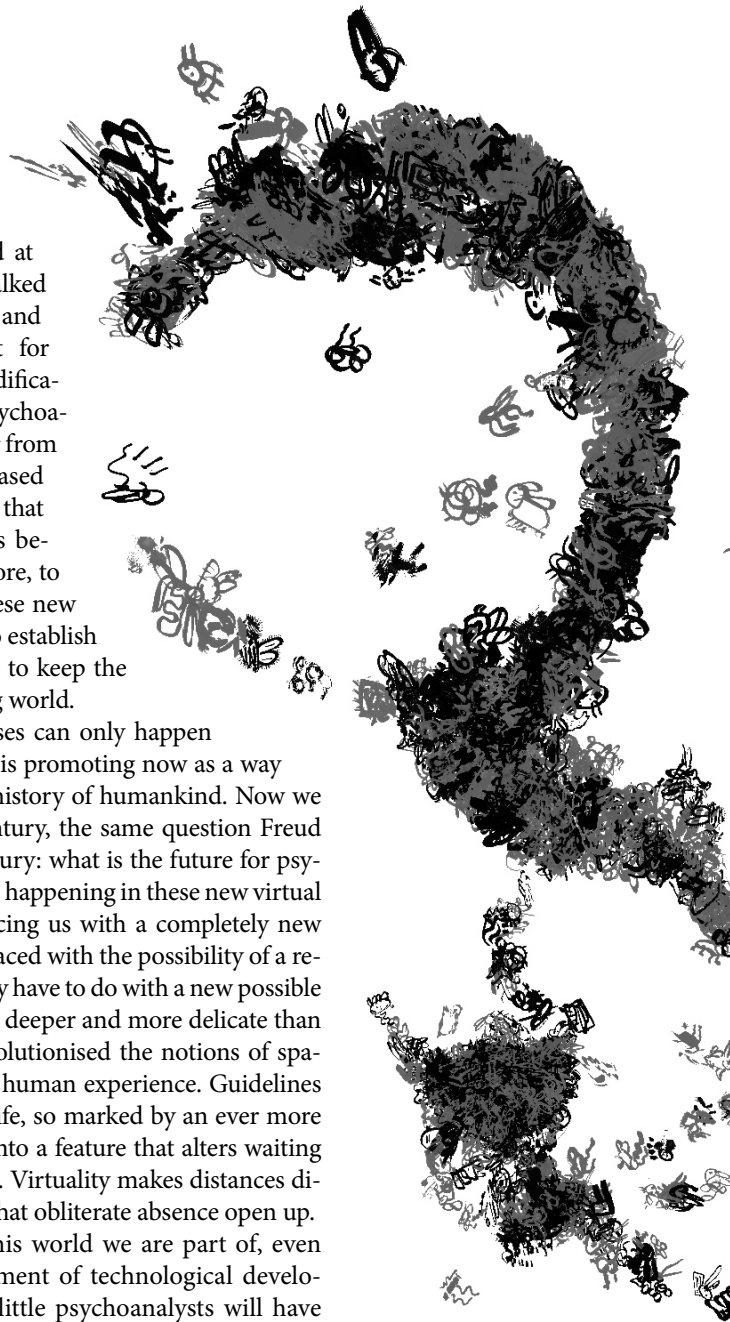 l at
alked
and
t for
difica-
ychoa-
from
ased
that
s be-
ore, to
ese new
o establish
to keep the
g world.
ses can only happen
is promoting now as a way
history of humankind. Now we
ntury, the same question Freud
ury: what is the future for psy-
happening in these new virtual
cing us with a completely new
aced with the possibility of a re-
y have to do with a new possible
deeper and more delicate than
olutionised the notions of spa-
human experience. Guidelines
ife, so marked by an ever more
nto a feature that alters waiting
. Virtuality makes distances di-
hat obliterate absence open up.
his world we are part of, even
ment of technological develo-
little psychoanalysts will have